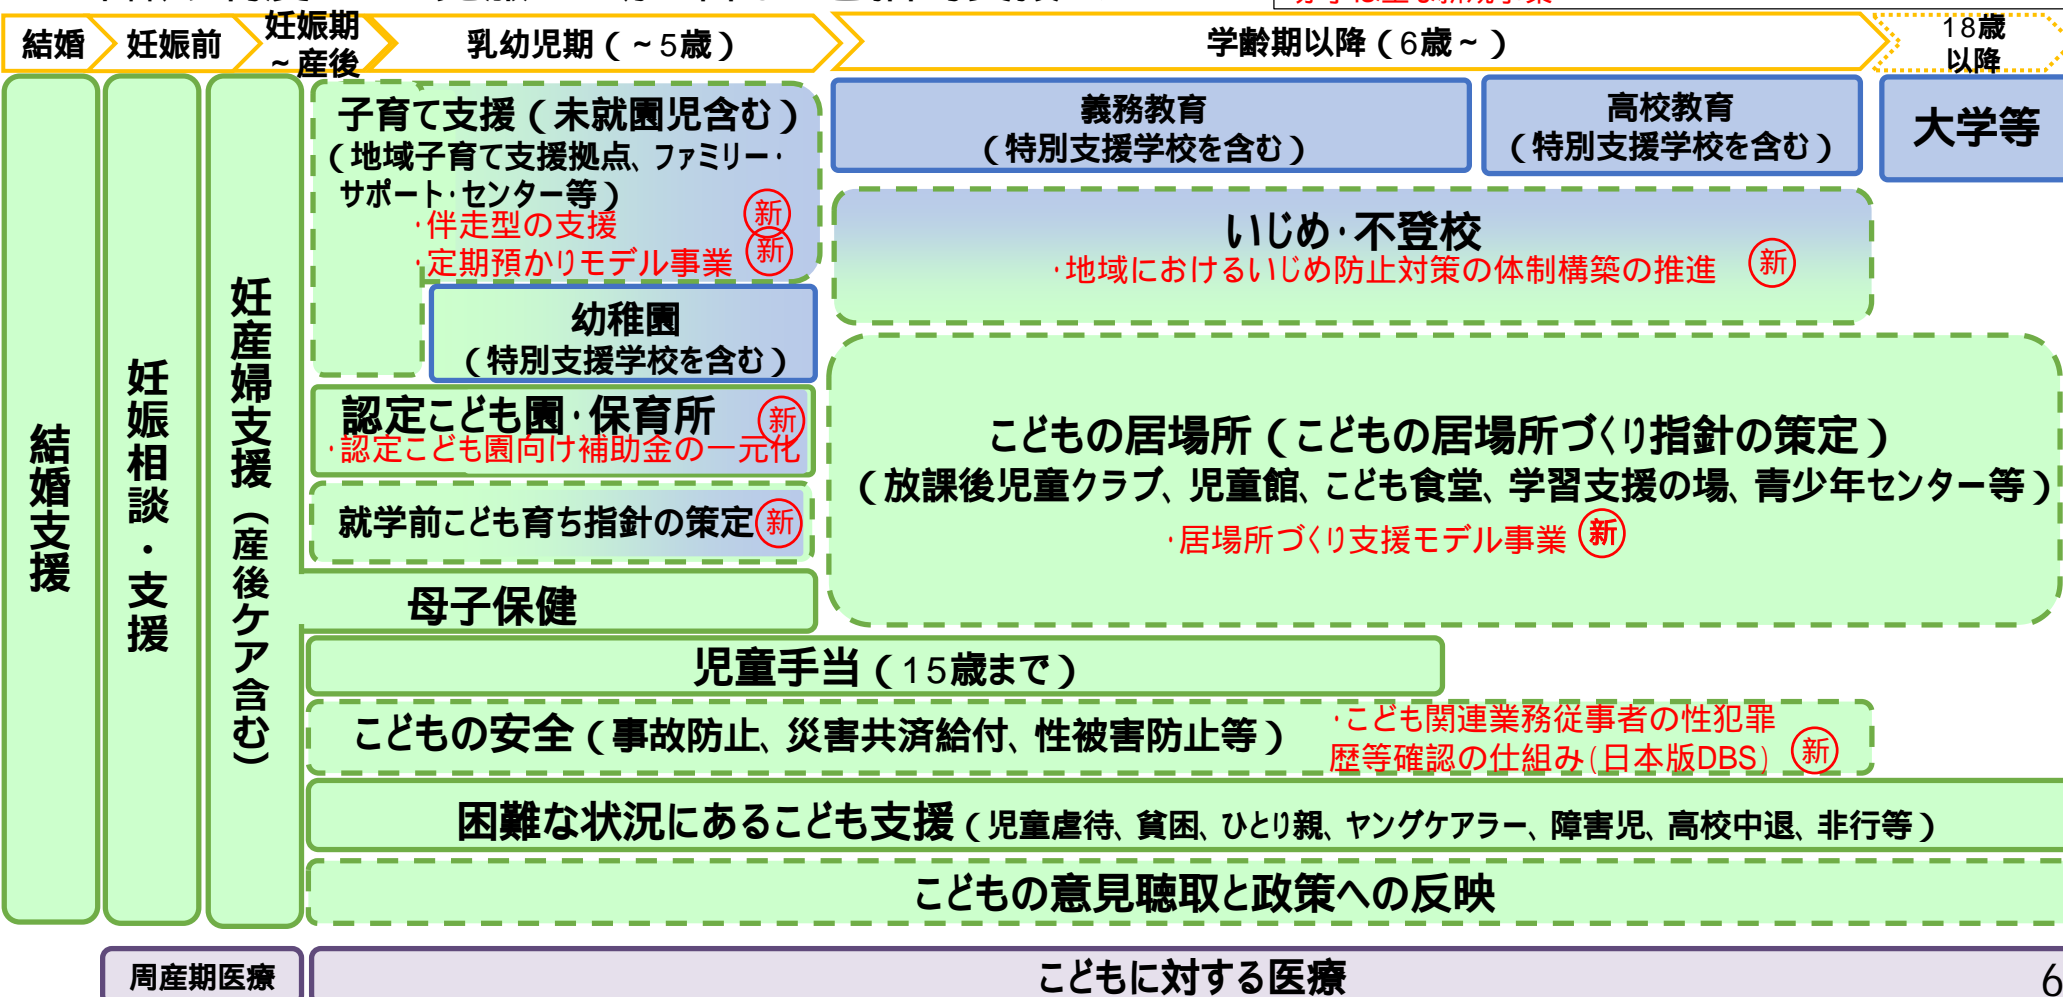 結婚
妊娠前
妊娠期
~産後
乳幼児期(~5歳)
学齢期以降(6歳~)
18歳
以降
子育て支援(未就園児含む)
(地域子育て支援拠点、ファミリー・
サポート・センター等)
・伴走型の支援 新
・定期預かりモデル事業 新
義務教育
(特別支援学校を含む)
高校教育
(特別支援学校を含む)
大学等
いじめ・不登校
・地域におけるいじめ防止対策の体制構築の推進 新
幼稚園
(特別支援学校を含む)
認定こども園・保育所 新
・認定こども園向け補助金の一元化
就学前こども育ち指針の策定 新
こどもの居場所(こどもの居場所づくり指針の策定)
(放課後児童クラブ、児童館、こども食堂、学習支援の場、青少年センター等)
・居場所づくり支援モデル事業 新
結婚支援
妊娠相談・支援
妊産婦支援(産後ケア含む)
母子保健
児童手当(15歳まで)
こどもの安全(事故防止、災害共済給付、性被害防止等)
・こども関連業務従事者の性犯罪
歴等確認の仕組み(日本版DBS) 新
困難な状況にあるこども支援(児童虐待、貧困、ひとり親、ヤングケアラー、障害児、高校中退、非行等)
こどもの意見聴取と政策への反映
周産期医療
こどもに対する医療
6